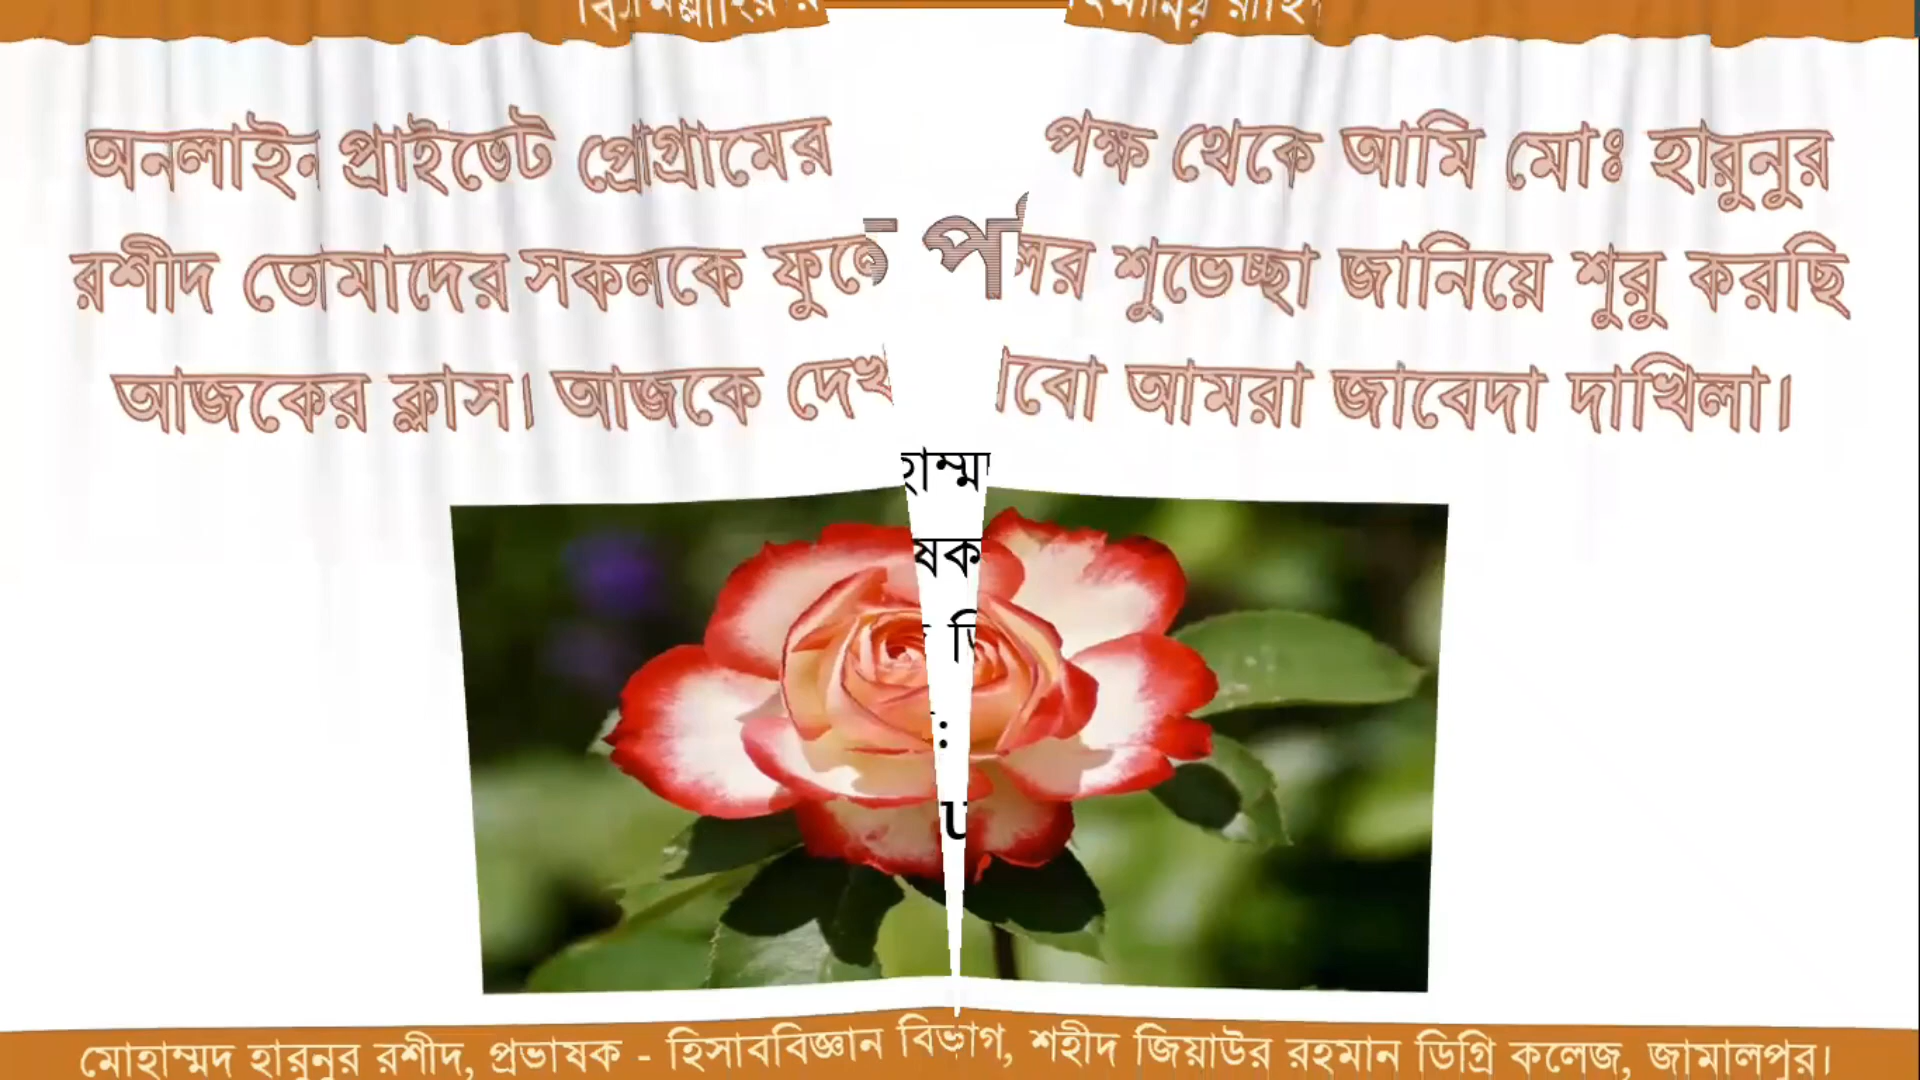 অনলাইন প্রাইভেট প্রোগ্রামের পক্ষ থেকে আমি মোঃ হারুনুর
রশীদ তোমাদের সকলকে ফুলের শুভেচ্ছা জানিয়ে শুরু করছি
আজকের ক্লাস। আজকে দেখাবো আমরা জাবেদা দাখিলা।
মোহাম্মদ হারুনুর রশীদ, প্রভাষক - হিসাববিজ্ঞান বিভাগ, শহীদ জিয়াউর রহমান ডিগ্রি কলেজ, জামালপুর।